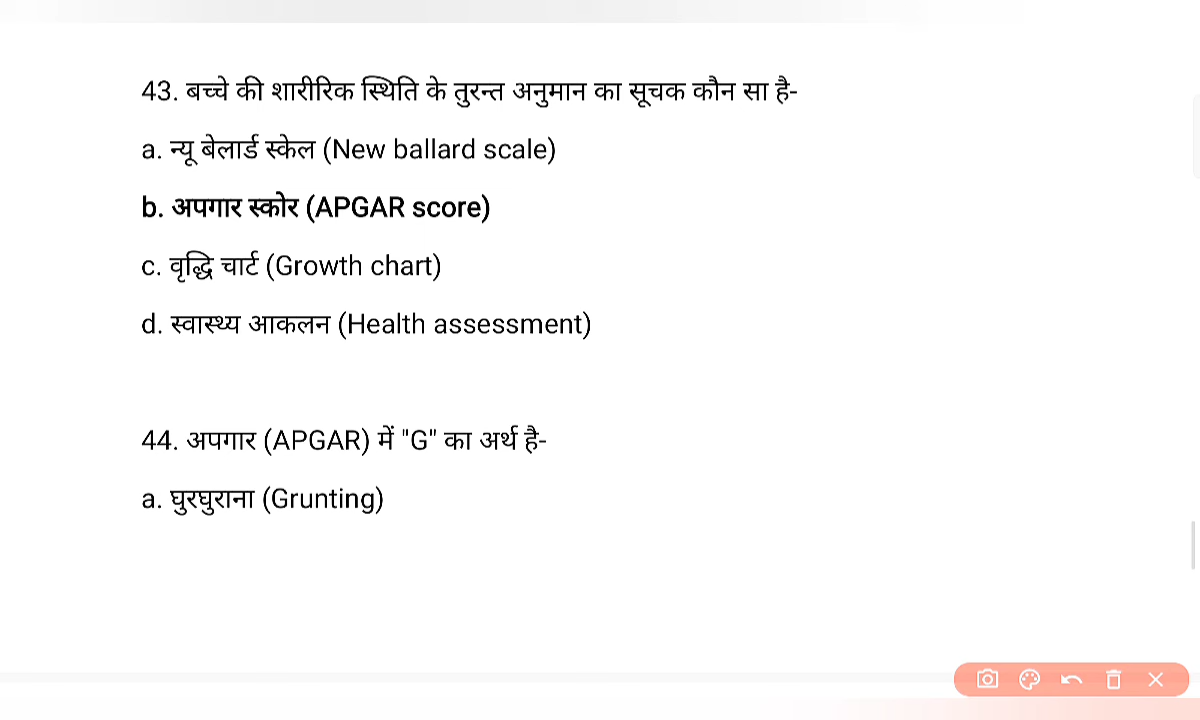 43. बच्चे की शारीरिक स्थिति के तुरन्त अनुमान का सूचक कौन सा है-
a. न्यू बेलार्ड स्केल (New ballard scale)
b. अपगार स्कोर (APGAR score)
c. वृद्धि चार्ट (Growth chart)
d. स्वास्थ्य आकलन (Health assessment)
44. अपगार (APGAR) में "G" का अर्थ है-
a. घुरघुराना (Grunting)